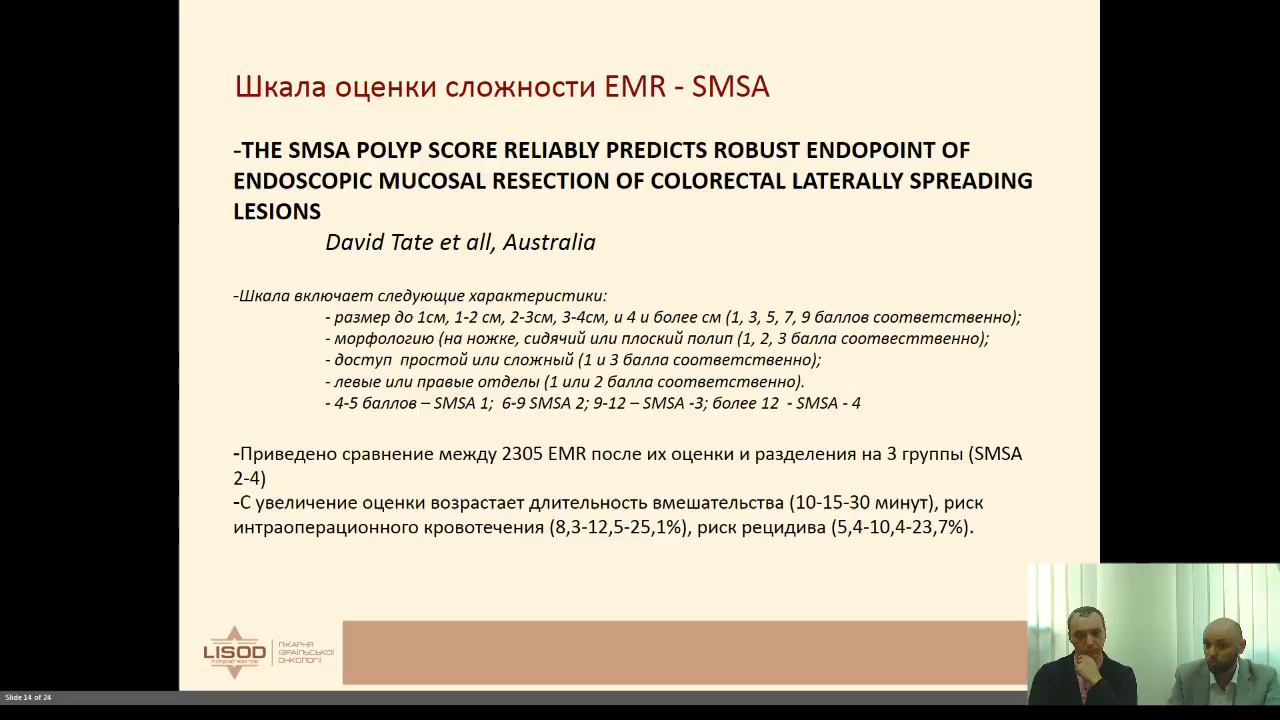 Шкала оценки сложности EMR - SMSA
-THE SMSA POLYP SCORE RELIABLY PREDICTS ROBUST ENDOPOINT OF
ENDOSCOPIC MUCOSAL RESECTION OF COLORECTAL LATERALLY SPREADING
LESIONS
David Tate et all, Australia
-Шкала включает следующие характеристики:
- размер до 1см, 1-2 см, 2-3см, 3-4см, и 4 и более см (1, 3, 5, 7, 9 баллов соответственно);
- морфологию (на ножке, сидячий или плоский полип (1, 2, 3 балла соовесттвенно);
- доступ простой или сложный (1 и 3 балла соответственно);
- левые или правые отделы (1 или 2 балла соответственно).
- 4-5 баллов – SMSA 1; 6-9 SMSA 2; 9-12 – SMSA -3; более 12 - SMSA - 4
-Приведено сравнение между 2305 EMR после их оценки и разделения на 3 группы (SMSA
2-4)
-С увеличение оценки возрастает длительность вмешательства (10-15-30 минут), риск
интраоперационного кровотечения (8,3-12,5-25,1%), риск рецидива (5,4-10,4-23,7%).
LISOD
ЛІКАРНЯ
ІЗРАЇЛЬСЬКОЇ
ОНКОЛОГІЇ
Slide 14 of 24